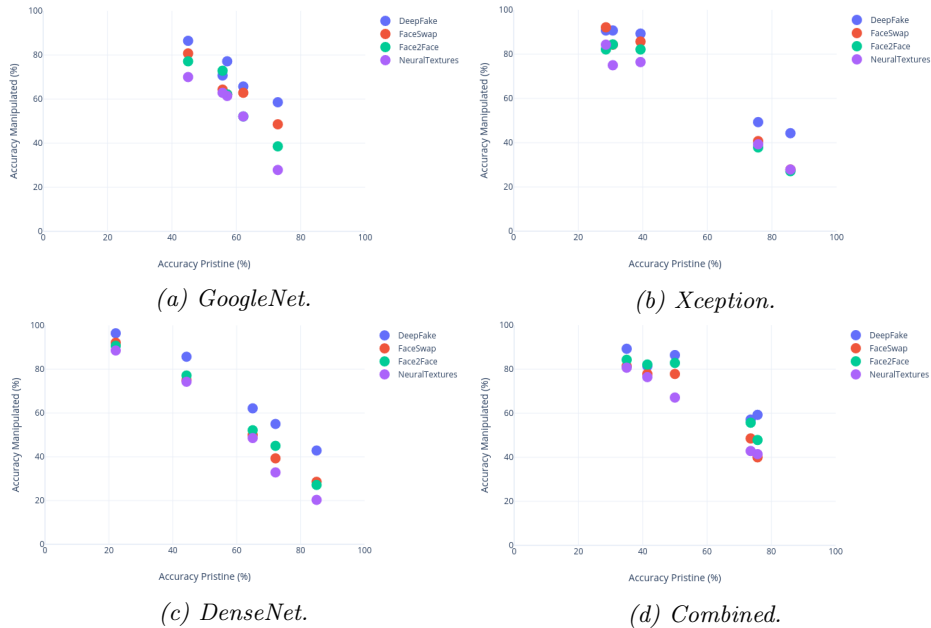 100
80
60
40
20
0
0 20 40 60 80 100
Accuracy Manipulated (%)
Accuracy Pristine (%)
DeepFake
FaceSwap
Face2Face
NeuralTextures
(a) GoogleNet.
100
80
60
40
20
0
0 20 40 60 80 100
Accuracy Manipulated (%)
Accuracy Pristine (%)
DeepFake
FaceSwap
Face2Face
NeuralTextures
(b) Xception.
100
80
60
40
20
0
0 20 40 60 80 100
Accuracy Manipulated (%)
Accuracy Pristine (%)
DeepFake
FaceSwap
Face2Face
NeuralTextures
(c) DenseNet.
100
80
60
40
20
0
0 20 40 60 80 100
Accuracy Manipulated (%)
Accuracy Pristine (%)
DeepFake
FaceSwap
Face2Face
NeuralTextures
(d) Combined.